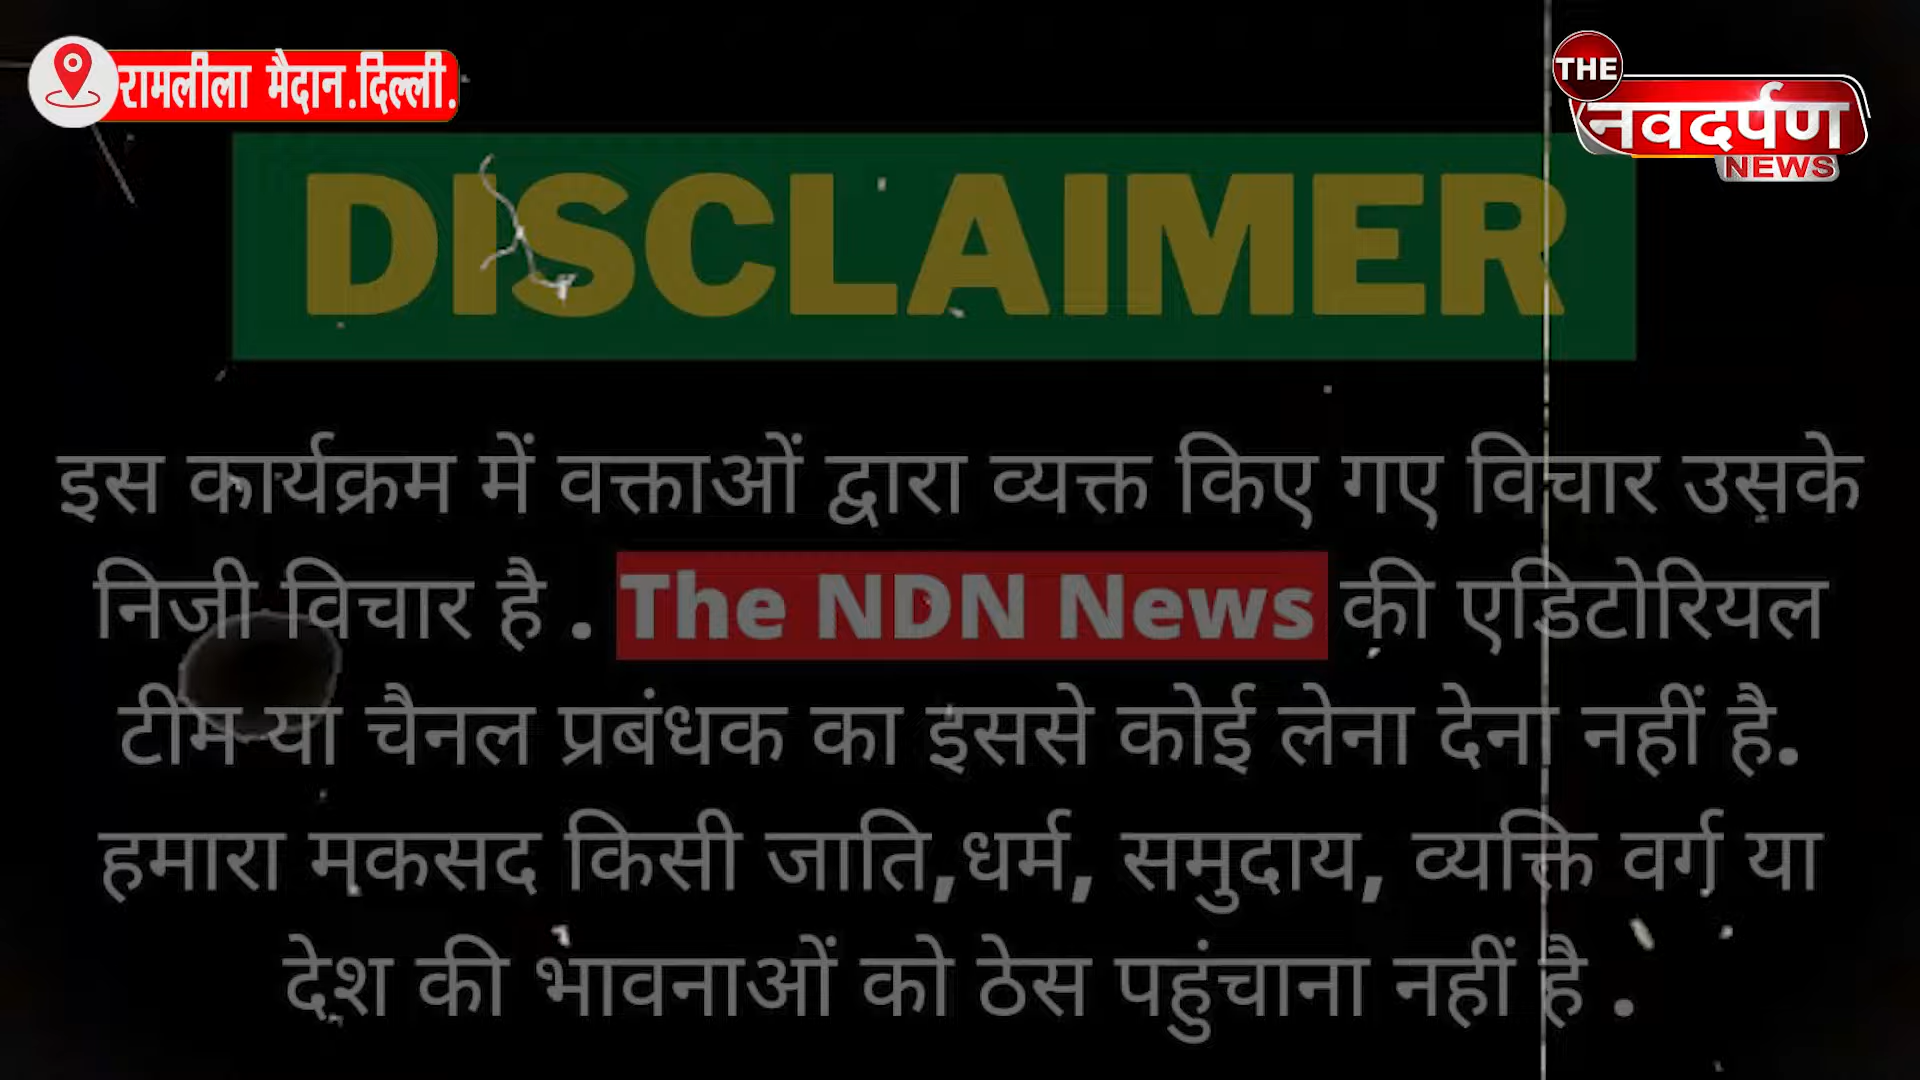 रामलीला मैदान.दिल्ली.
THE
नवदर्पण
NEWS
DISCLAIMER
इस कार्यक्रम में वक्ताओं द्वारा व्यक्त किए गए विचार उसके
निजी विचार है . The NDN News की एडिटोरियल
टीम या चैनल प्रबंधक का इससे कोई लेना देना नहीं है.
हमारा मकसद किसी जाति,धर्म, समुदाय, व्यक्ति वर्ग या
देश की भावनाओं को ठेस पहुंचाना नहीं है .